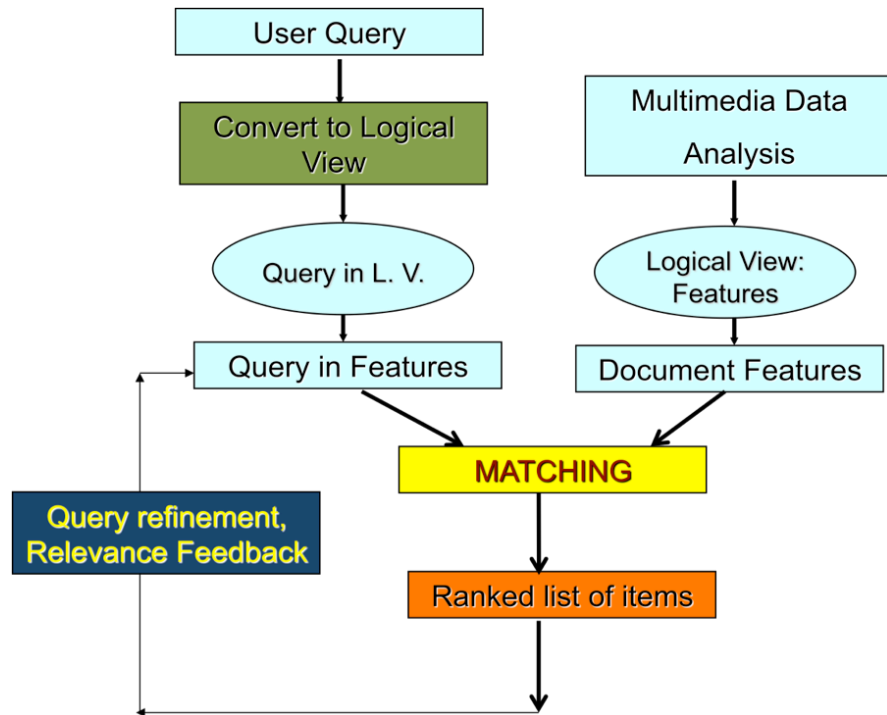 User Query
Convert to Logical
View
Multimedia Data
Analysis
Query in L. V.
Logical View:
Features
Query in Features
Document Features
MATCHING
Query refinement,
Relevance Feedback
Ranked list of items